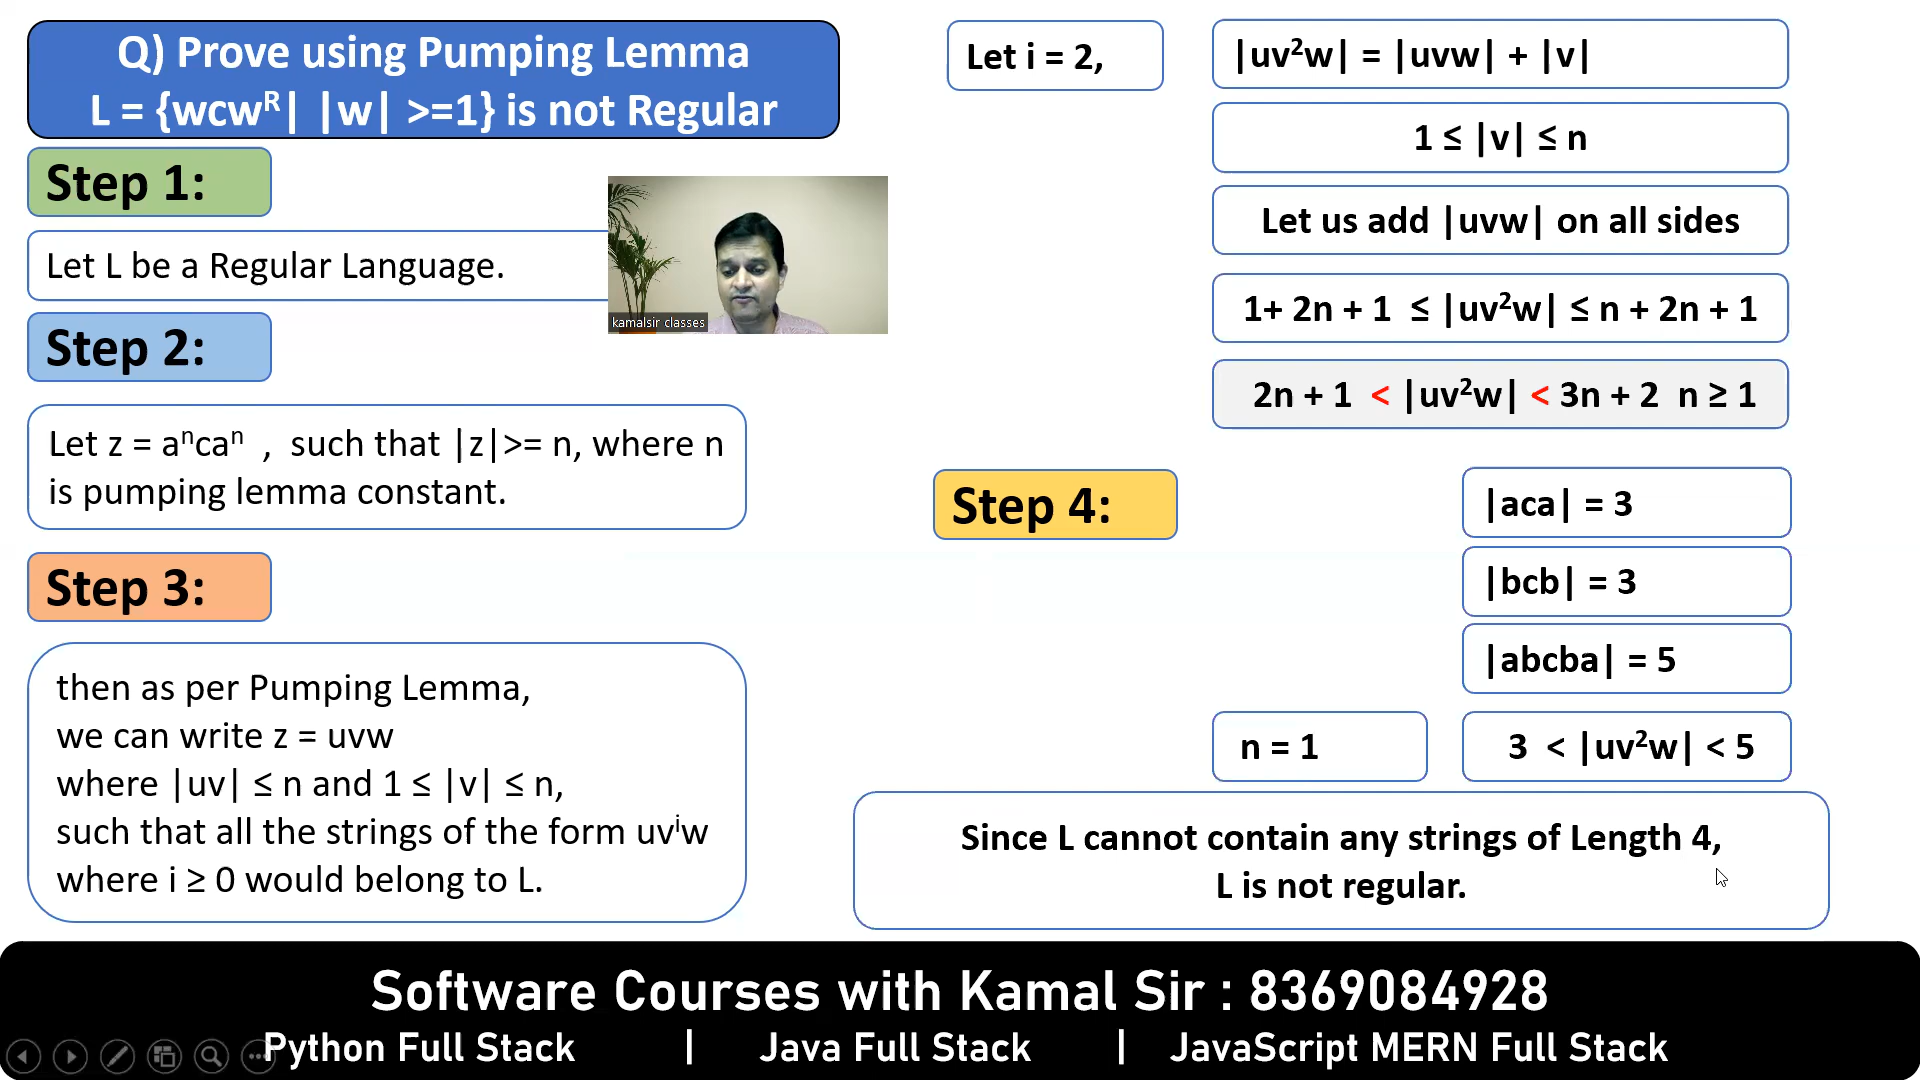 Q) Prove using Pumping Lemma
L = {wcwᴿ| |w| >=1} is not Regular
Step 1:
Let L be a Regular Language.
kamalsir classes
Step 2:
Let z = aⁿcaⁿ , such that |z|>= n, where n
is pumping lemma constant.
Step 3:
then as per Pumping Lemma,
we can write z = uvw
where |uv| ≤ n and 1 ≤ |v| ≤ n,
such that all the strings of the form uvⁱw
where i ≥ 0 would belong to L.
Let i = 2,
|uv²w| = |uvw| + |v|
1 ≤ |v| ≤ n
Let us add |uvw| on all sides
1+ 2n + 1 ≤ |uv²w| ≤ n + 2n + 1
2n + 1 < |uv²w| < 3n + 2 n ≥ 1
Step 4:
|aca| = 3
|bcb| = 3
|abcba| = 5
n = 1
3 < |uv²w| < 5
Since L cannot contain any strings of Length 4,
L is not regular.
Software Courses with Kamal Sir : 8369084928
Python Full Stack | Java Full Stack | JavaScript MERN Full Stack